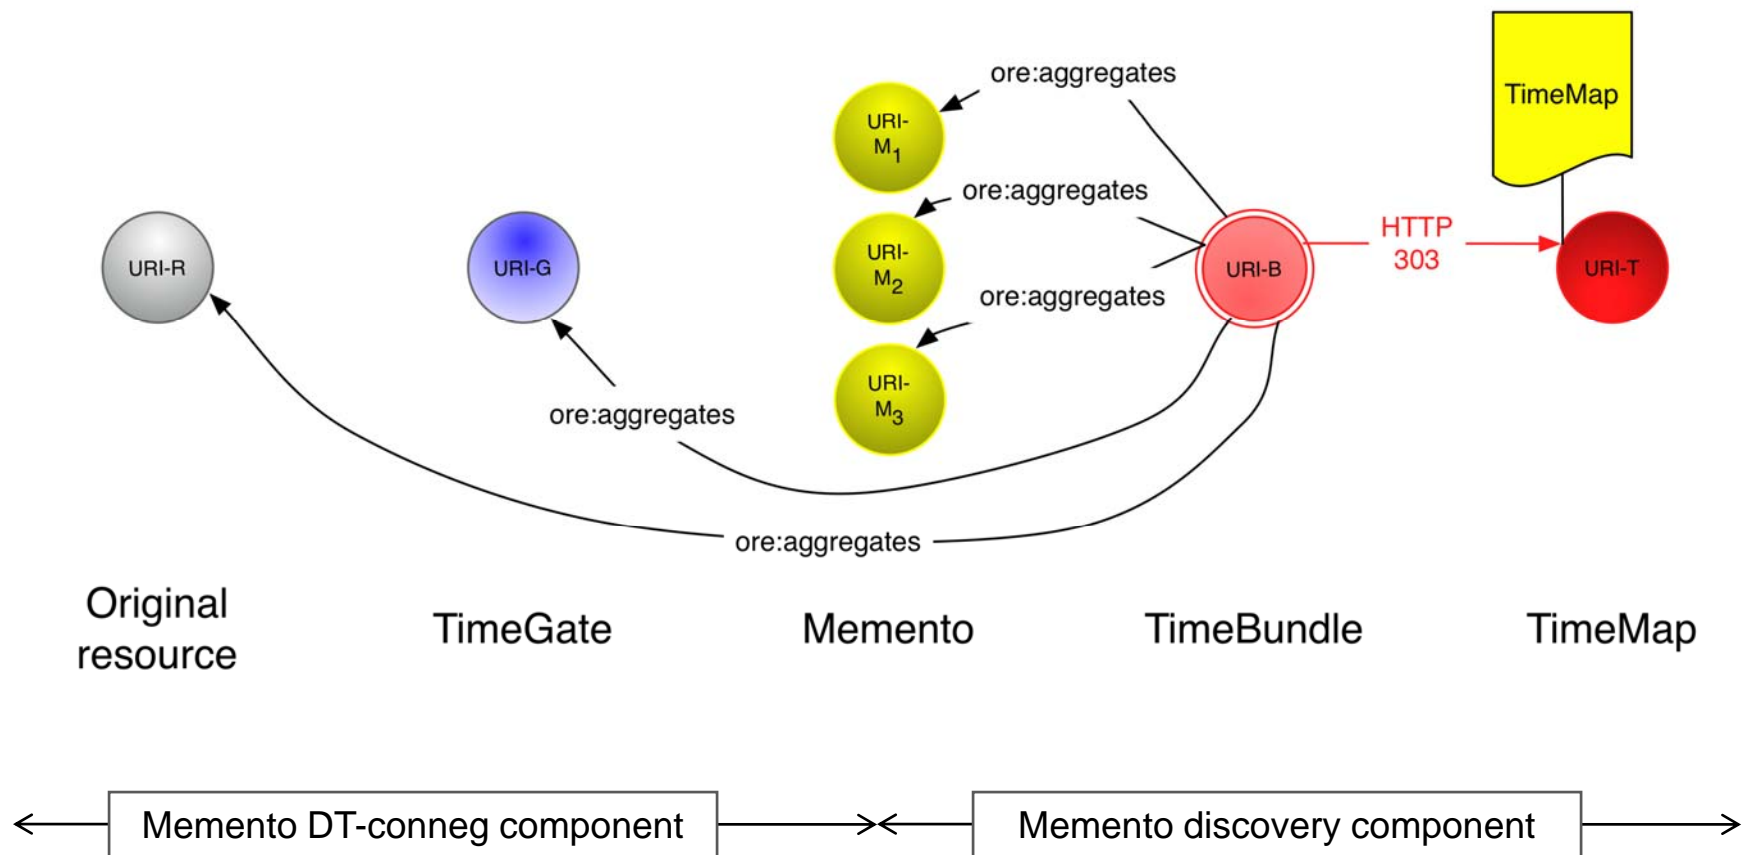 ore:aggregates
TimeMap
URI-
M1
ore:aggregates
HTTP
303
URI-R
URI-G
URI-
M2
URI-B
URI-T
ore:aggregates
URI-
M3
ore:aggregates
ore:aggregates
Original
resource
TimeGate
Memento
TimeBundle
TimeMap
Memento DT-conneg component
Memento discovery component